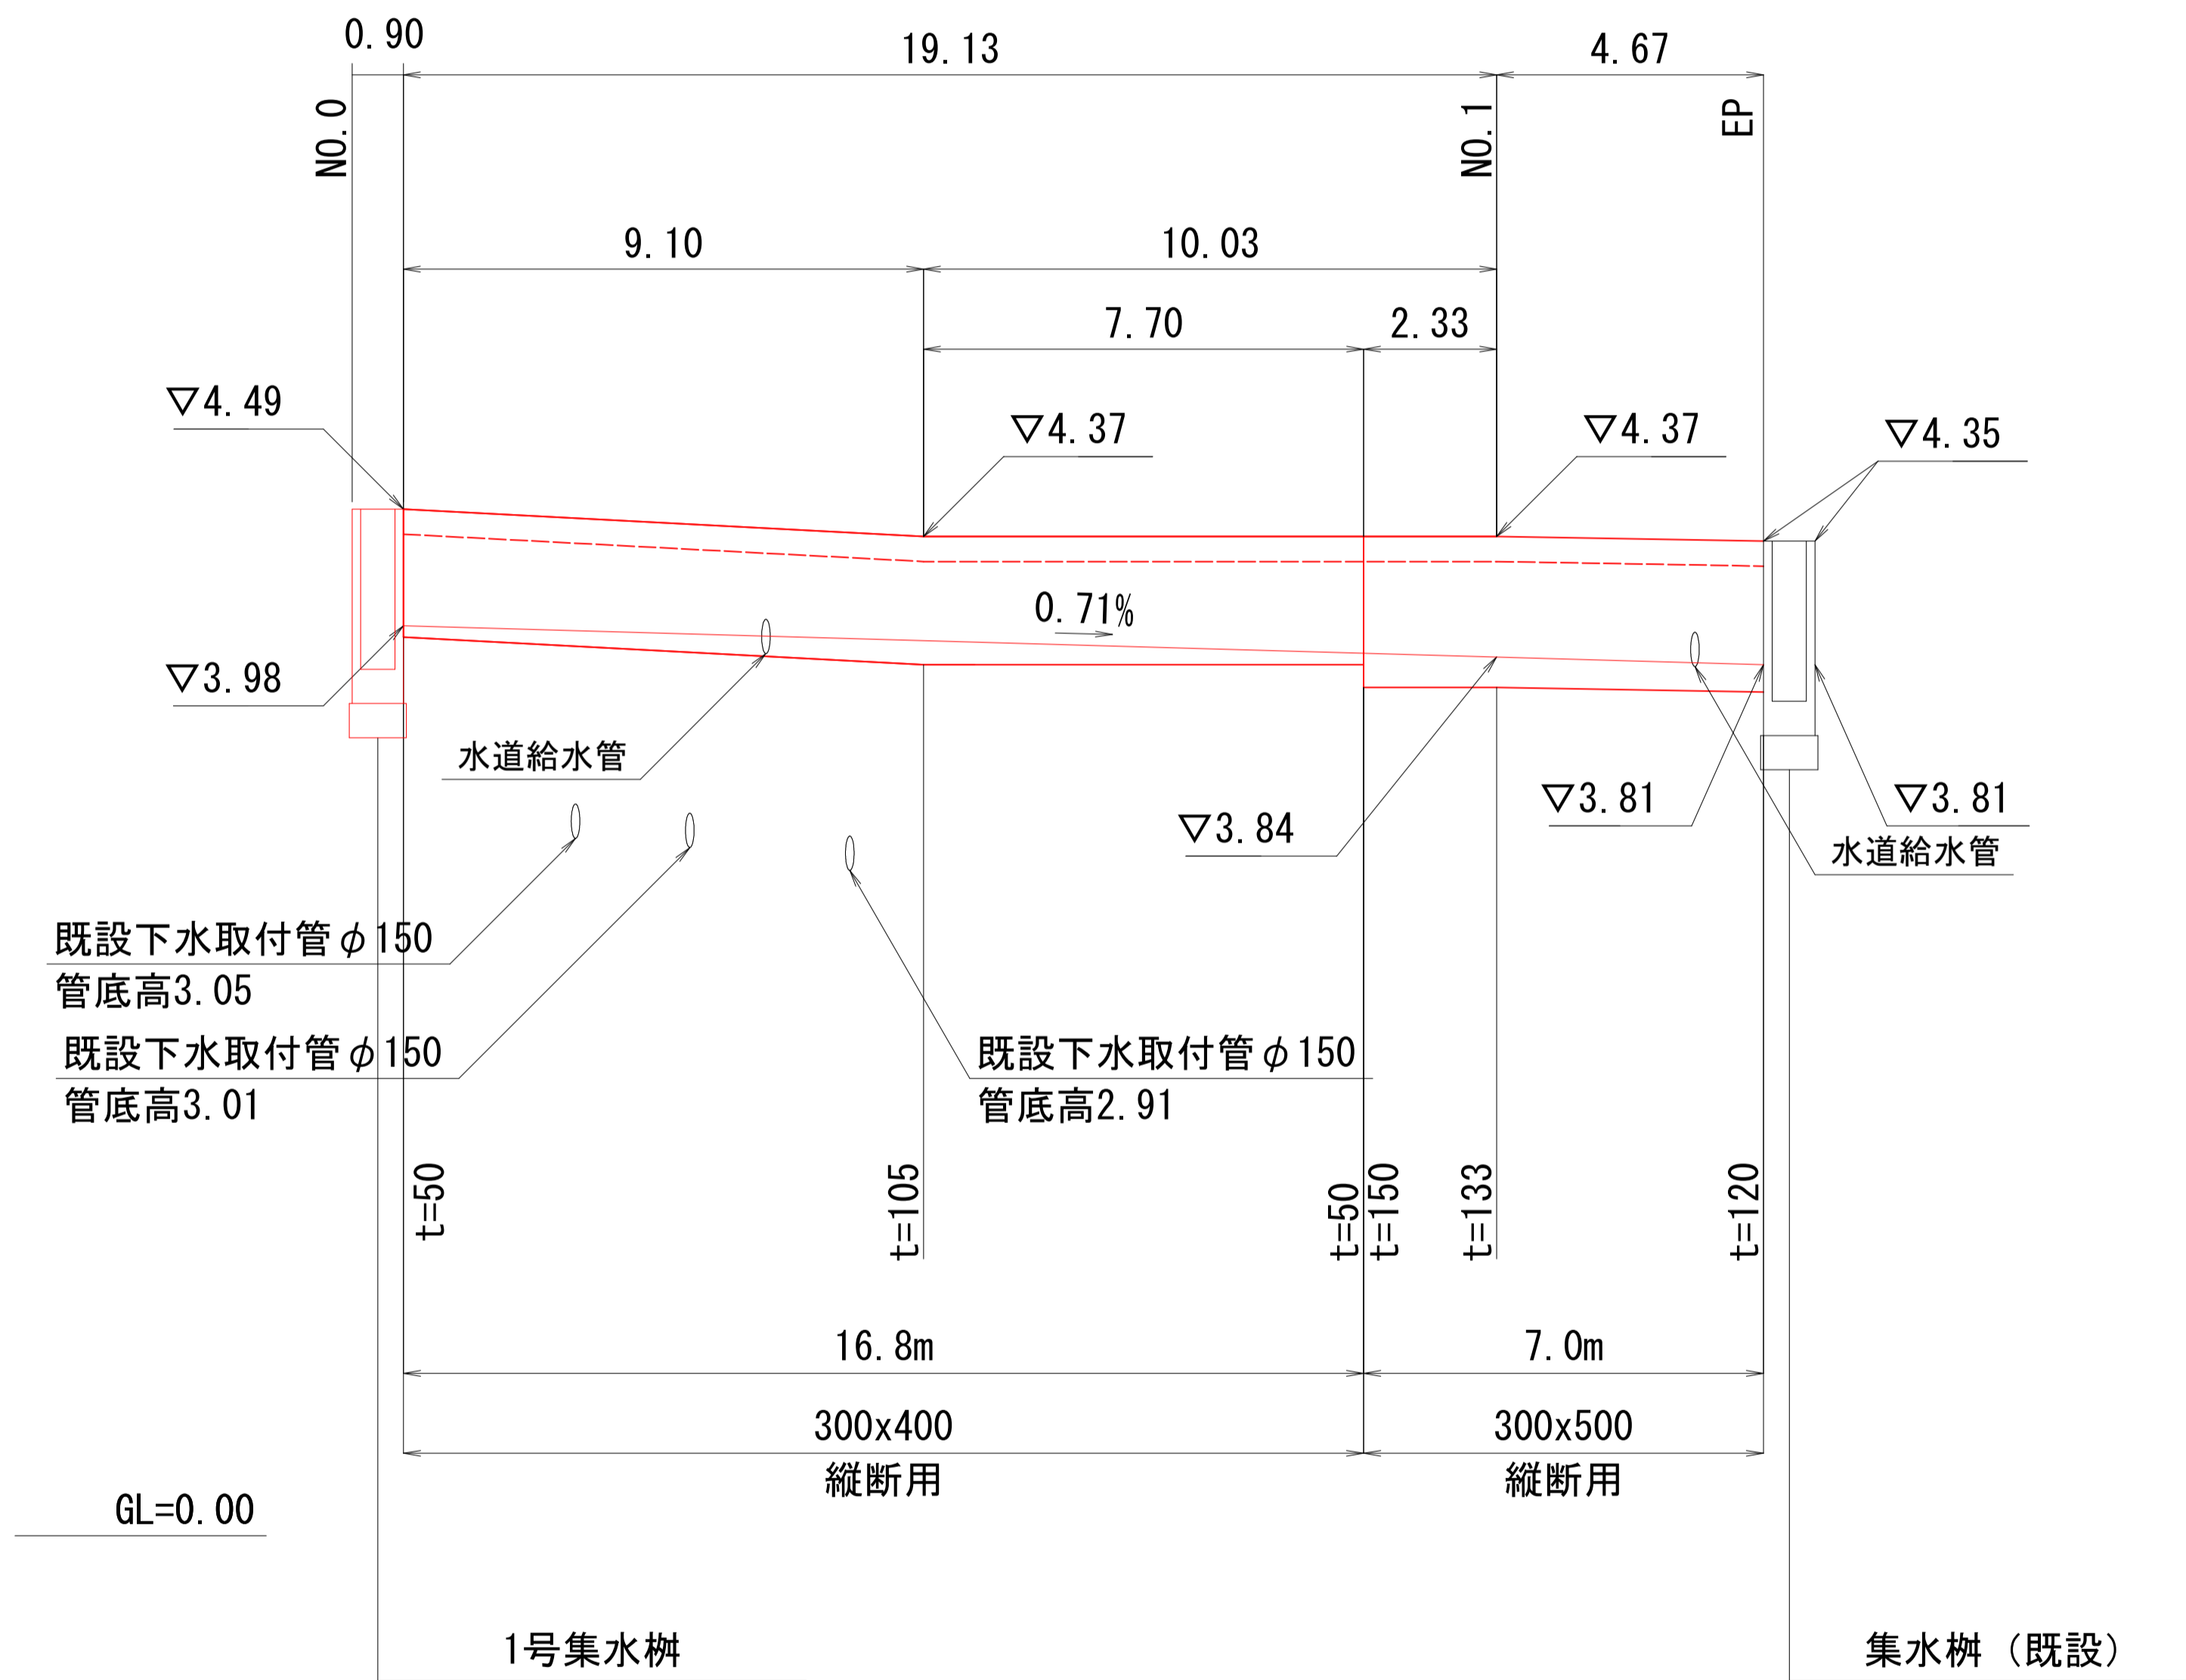 0.90
19.13
4.67
NO.0
NO.1
EP
9.10
10.03
7.70
2.33
▽4.49
▽4.37
▽4.37
▽4.35
0.71%
▽3.98
水道給水管
▽3.84
▽3.81
▽3.81
水道給水管
既設下水取付管φ150
管底高3.05
既設下水取付管φ150
管底高3.01
既設下水取付管φ150
管底高2.91
t=50
t=105
t=50
t=150
t=133
t=120
16.8m
7.0m
300x400
縦断用
300x500
縦断用
GL=0.00
1号集水桝
集水桝（既設）